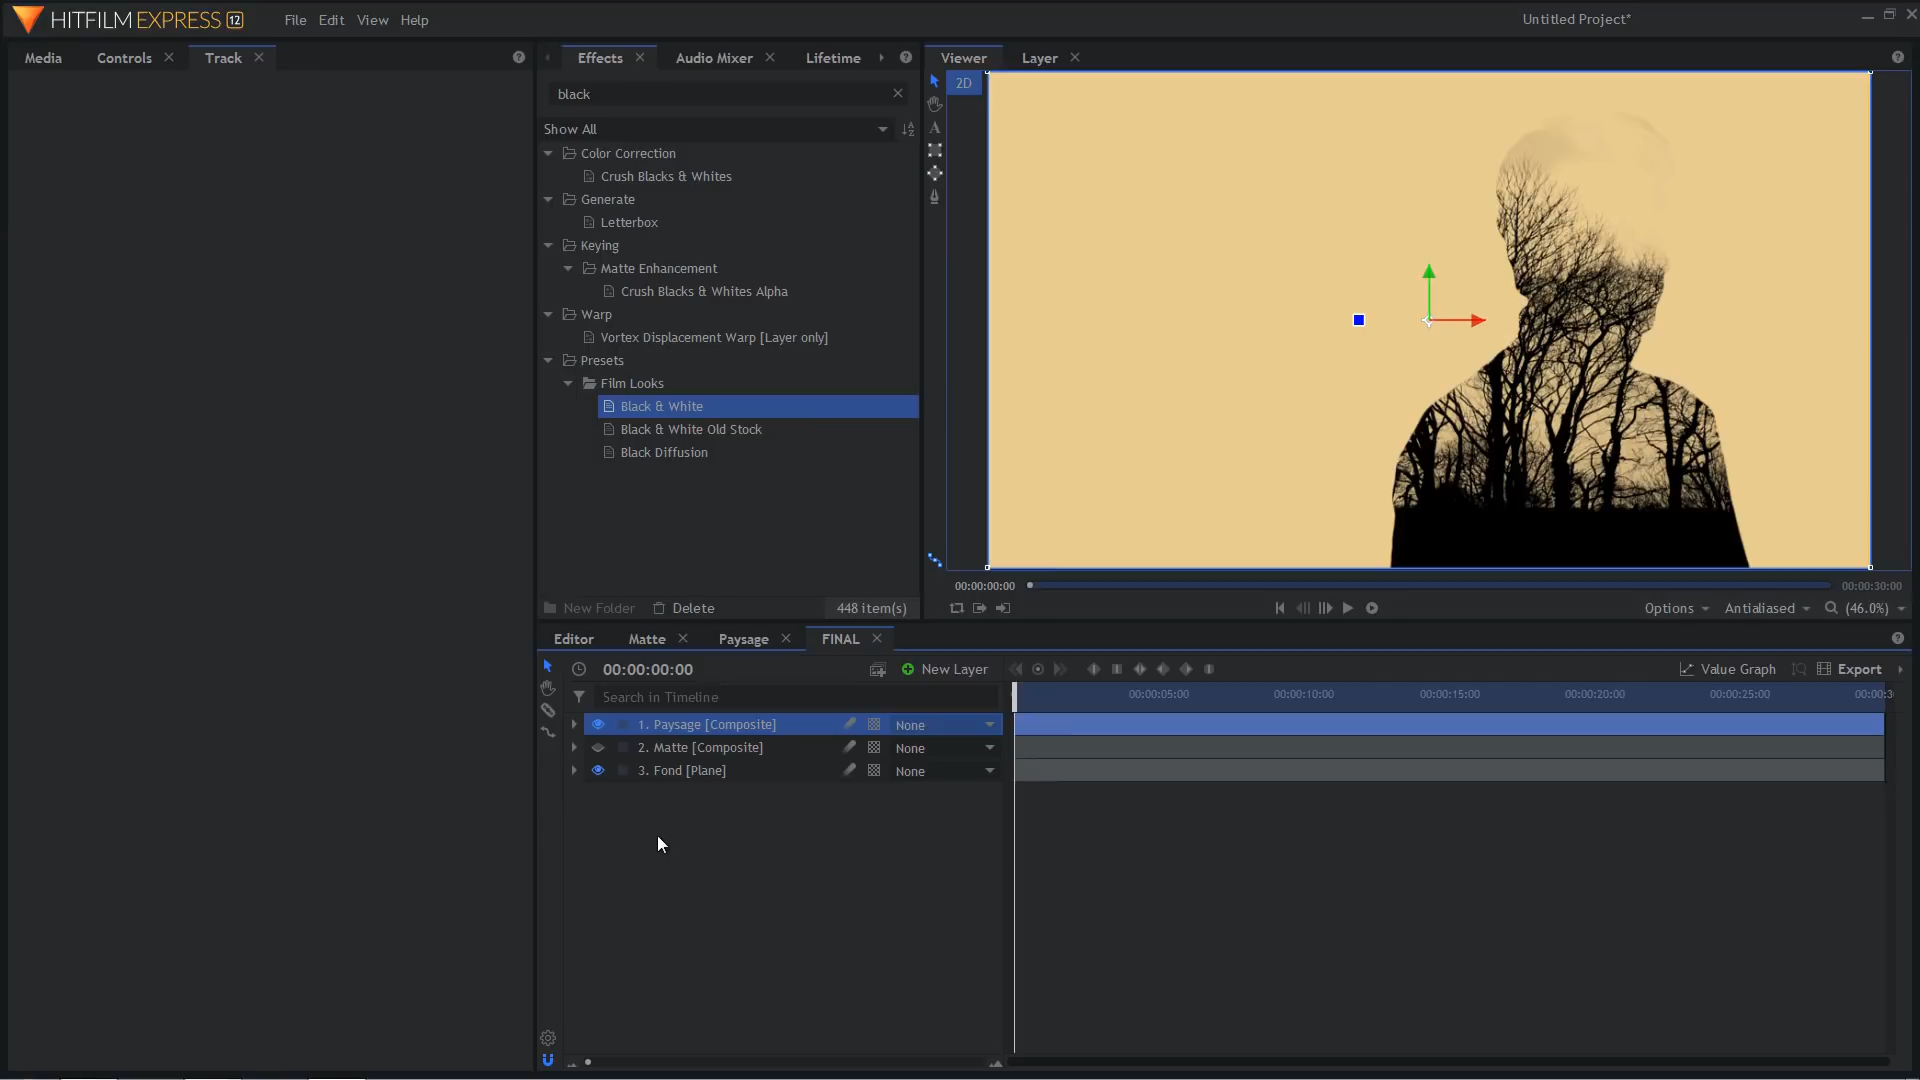 HITFILM EXPRESS 12 File Edit View Help Untitled Project*
Media Controls Track
Effects Audio Mixer Lifetime
Viewer Layer
black
2D
Show All
Color Correction
Crush Blacks & Whites
Generate
Letterbox
Keying
Matte Enhancement
Crush Blacks & Whites Alpha
Warp
Vortex Displacement Warp [Layer only]
Presets
Film Looks
Black & White
Black & White Old Stock
Black Diffusion
New Folder Delete 448 item(s)
00:00:00:00 00:00:30:00
Options Antialiased (46.0%)
Editor Matte Paysage FINAL
00:00:00:00 New Layer Value Graph Export
Search in Timeline
00:00:05:00 00:00:10:00 00:00:15:00 00:00:20:00 00:00:25:00 00:00:3
1. Paysage [Composite] None
2. Matte [Composite] None
3. Fond [Plane] None